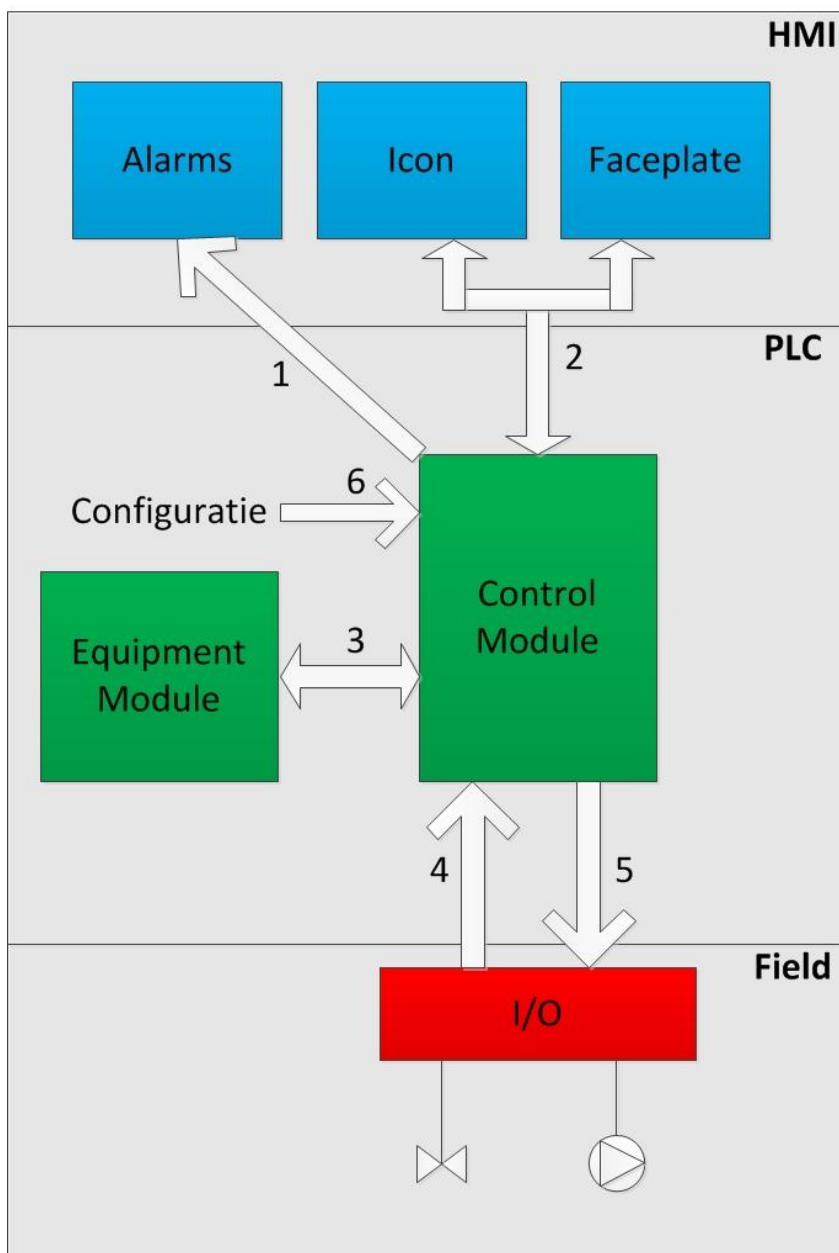 HMI
Alarms
Icon
Faceplate
PLC
1
2
6
Configuratie
Control
Module
3
Equipment
Module
4
5
Field
I/O